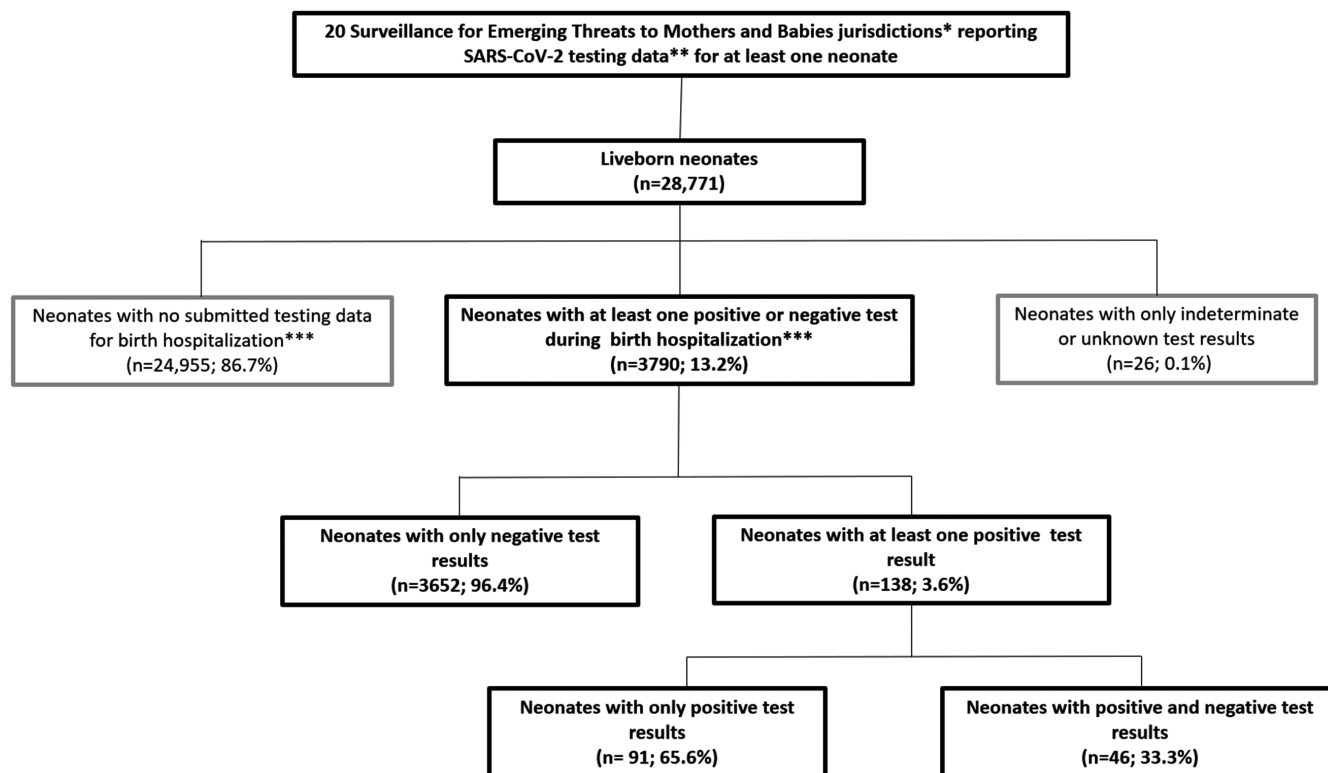 20 Surveillance for Emerging Threats to Mothers and Babies jurisdictions* reporting
SARS-CoV-2 testing data** for at least one neonate
Liveborn neonates
(n=28,771)
Neonates with no submitted testing data
for birth hospitalization***
(n=24,955; 86.7%)
Neonates with at least one positive or negative test
during birth hospitalization***
(n=3790; 13.2%)
Neonates with only indeterminate
or unknown test results
(n=26; 0.1%)
Neonates with only negative test
results
(n=3652; 96.4%)
Neonates with at least one positive test
result
(n=138; 3.6%)
Neonates with only positive test
results
(n= 91; 65.6%)
Neonates with positive and negative test
results
(n=46; 33.3%)